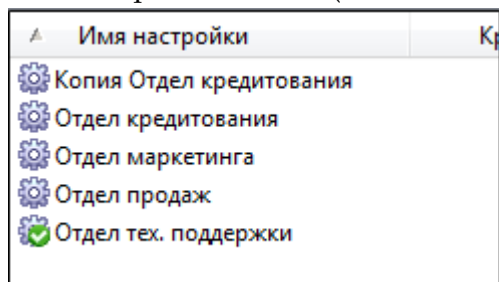 Имя настройки
Копия Отдел кредитования
Отдел кредитования
Отдел маркетинга
Отдел продаж
Отдел тех. поддержки